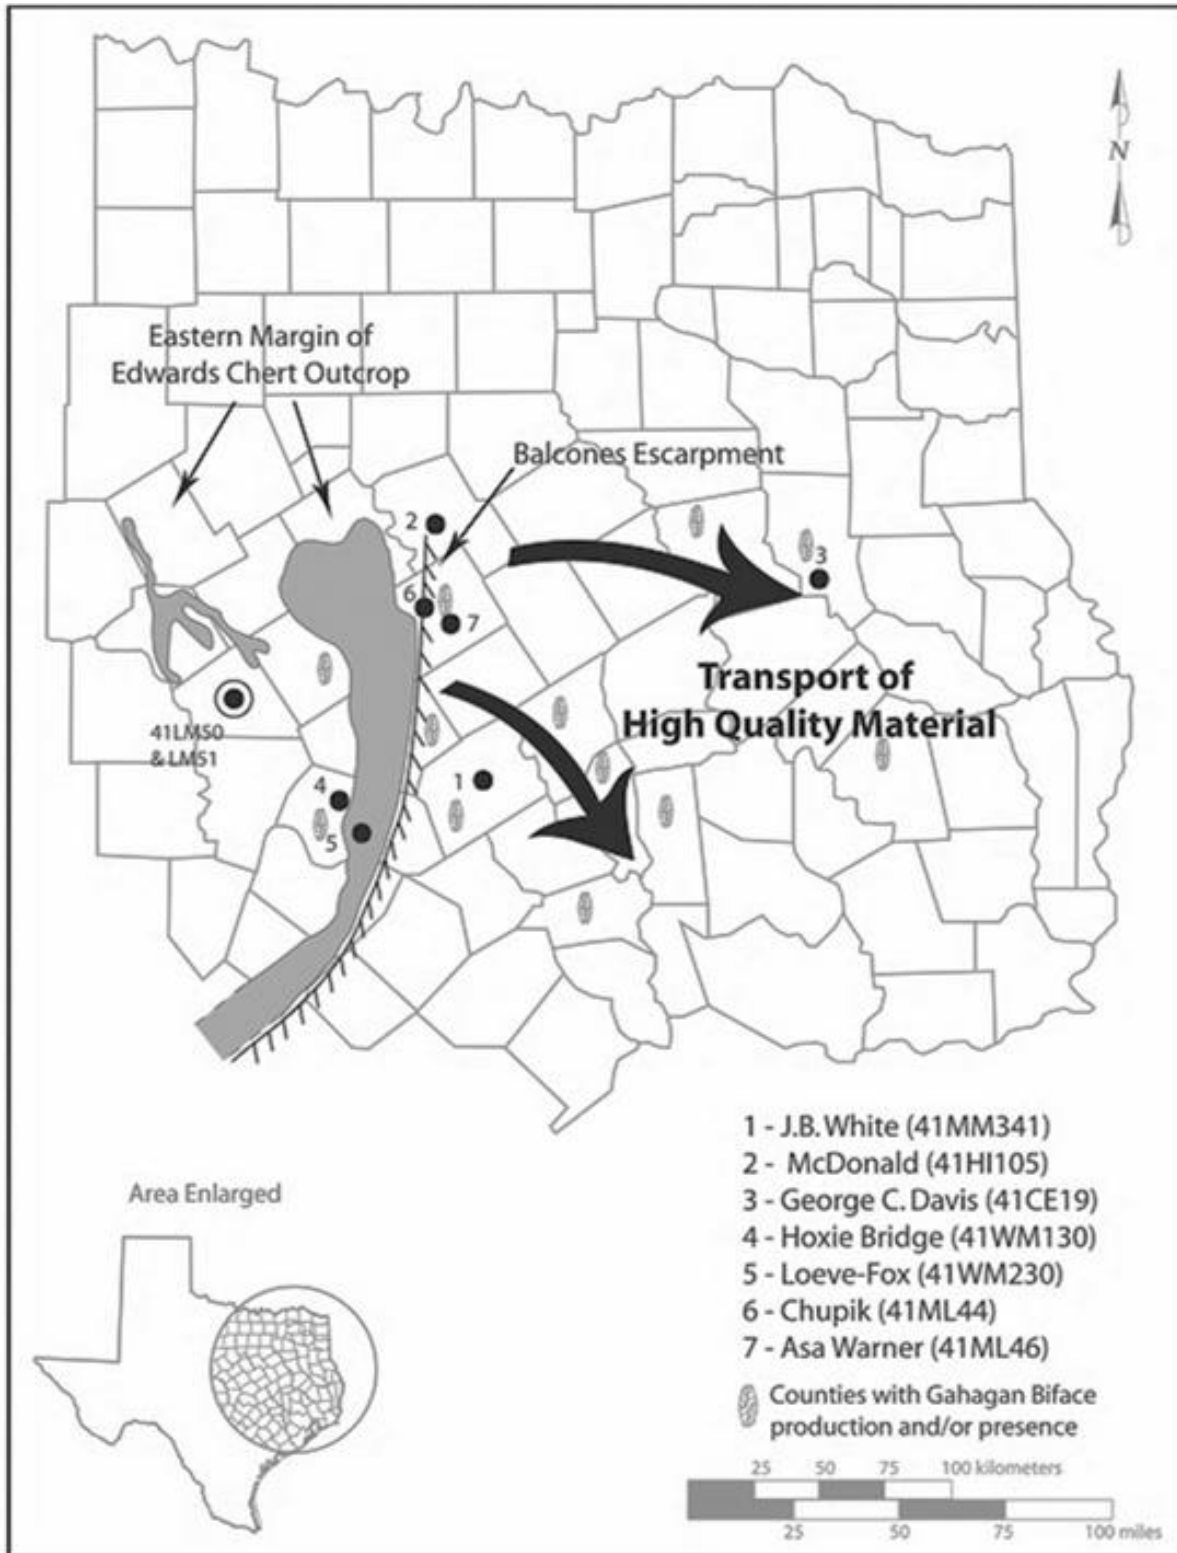 N
Eastern Margin of
Edwards Chert Outcrop
Balcones Escarpment
2
3
6
7
Transport of
High Quality Material
41LM50
& LM51
1
4
5
1 - J.B. White (41MM341)
2 - McDonald (41HI105)
3 - George C. Davis (41CE19)
4 - Hoxie Bridge (41WM130)
5 - Loeve-Fox (41WM230)
6 - Chupik (41ML44)
7 - Asa Warner (41ML46)
Counties with Gahagan Biface
production and/or presence
Area Enlarged
25 50 75 100 kilometers
25 50 75 100 miles